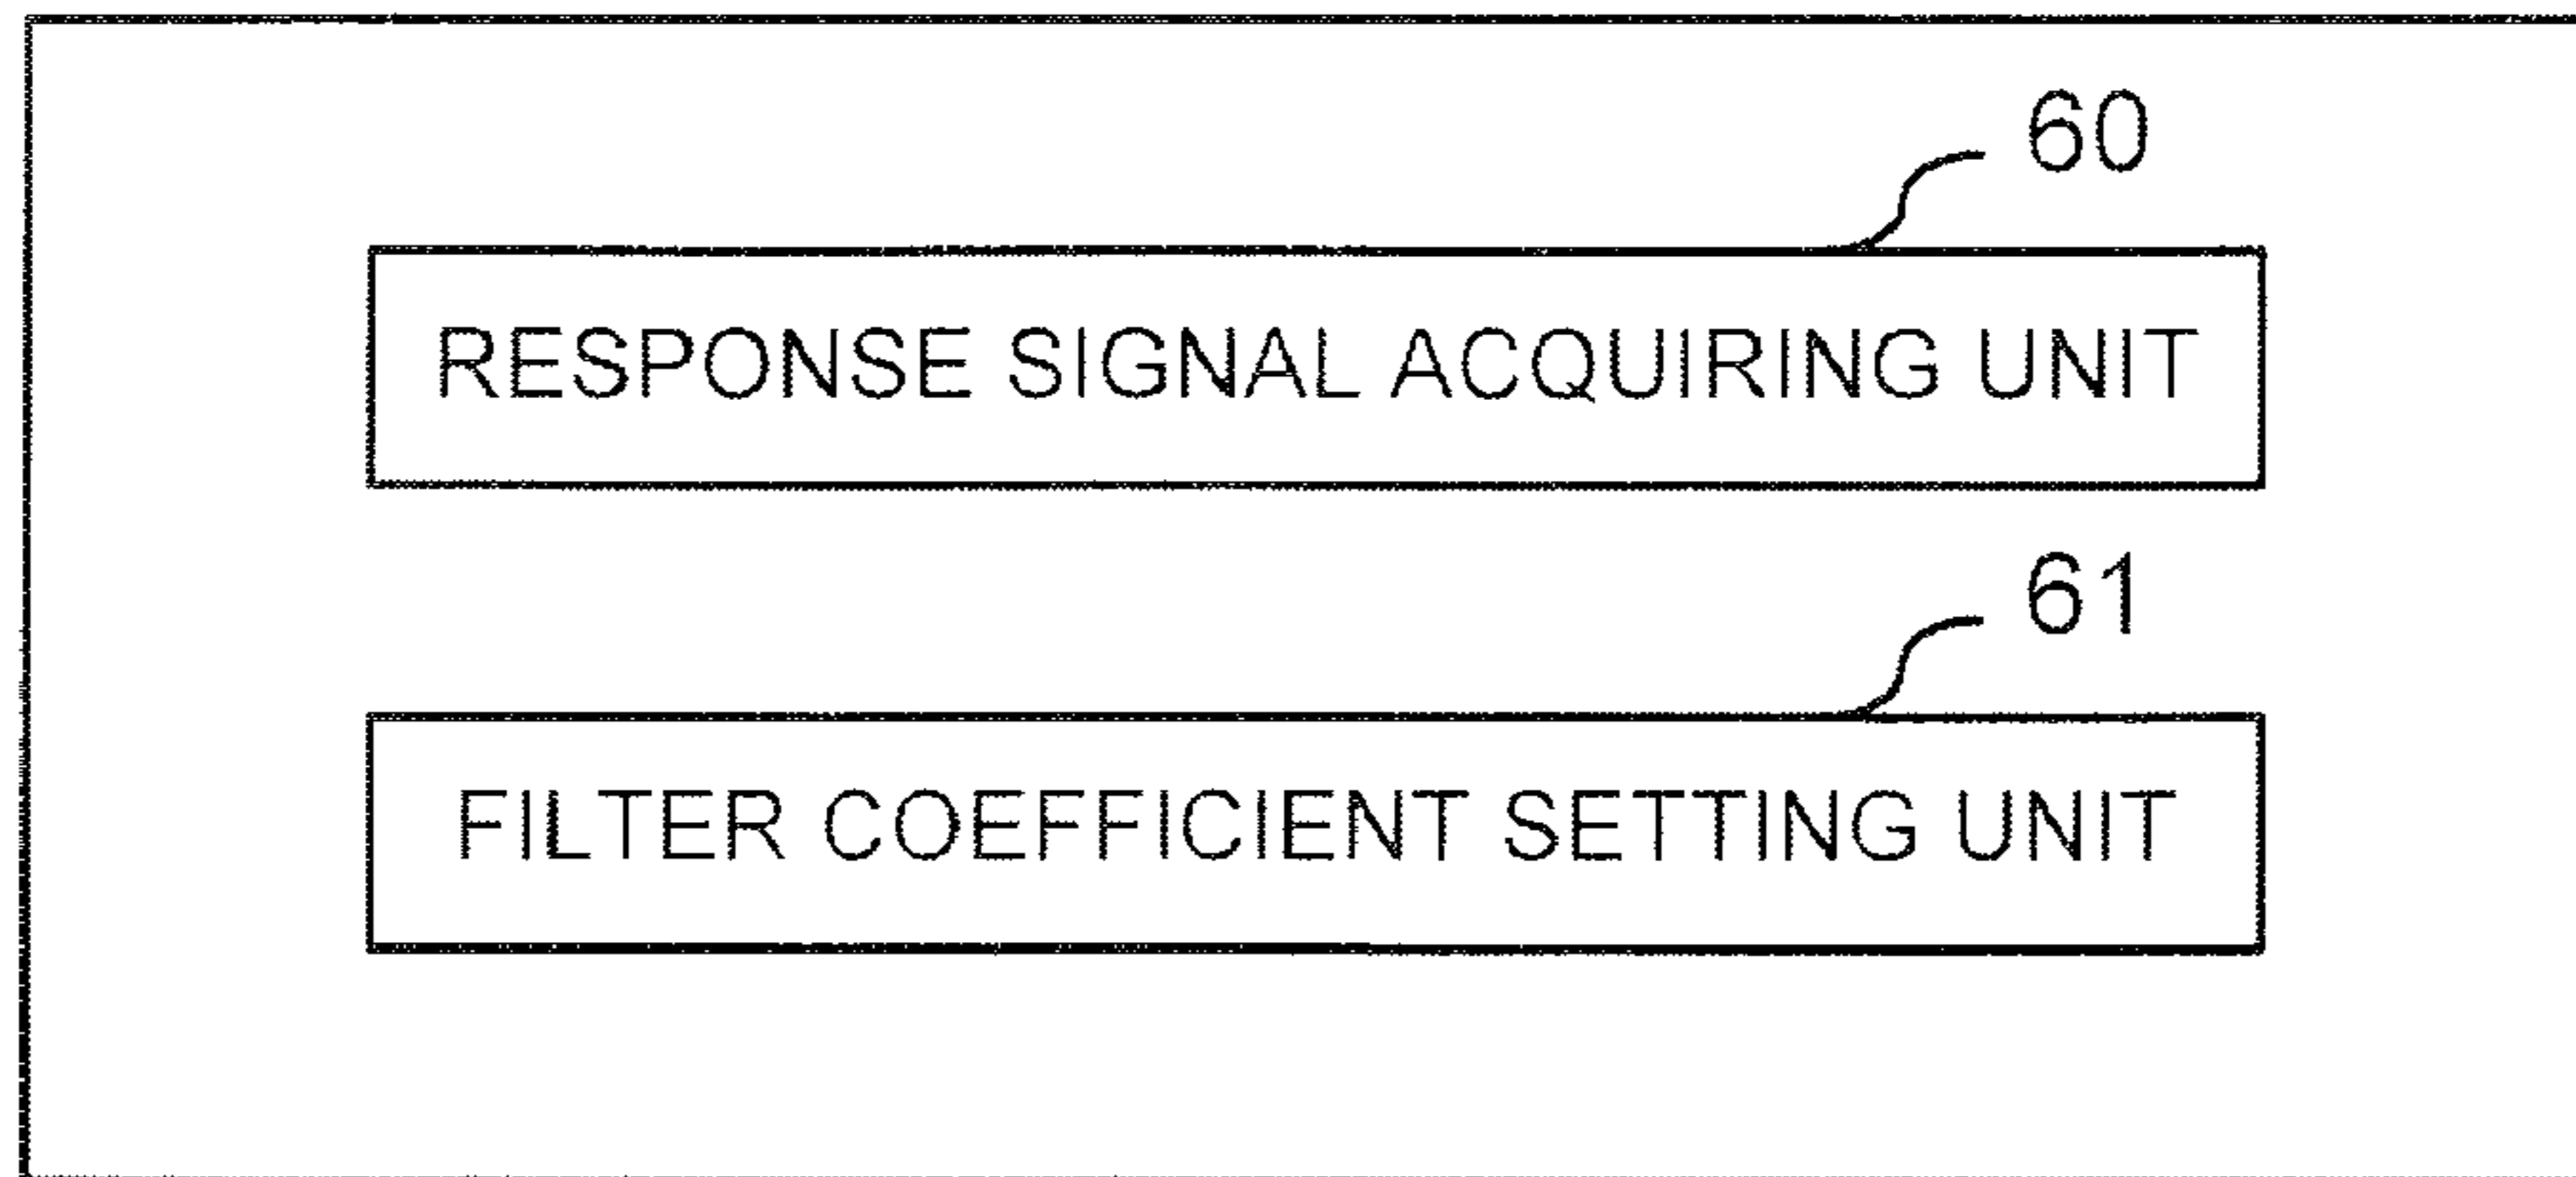 60
RESPONSE SIGNAL ACQUIRING UNIT
61
FILTER COEFFICIENT SETTING UNIT